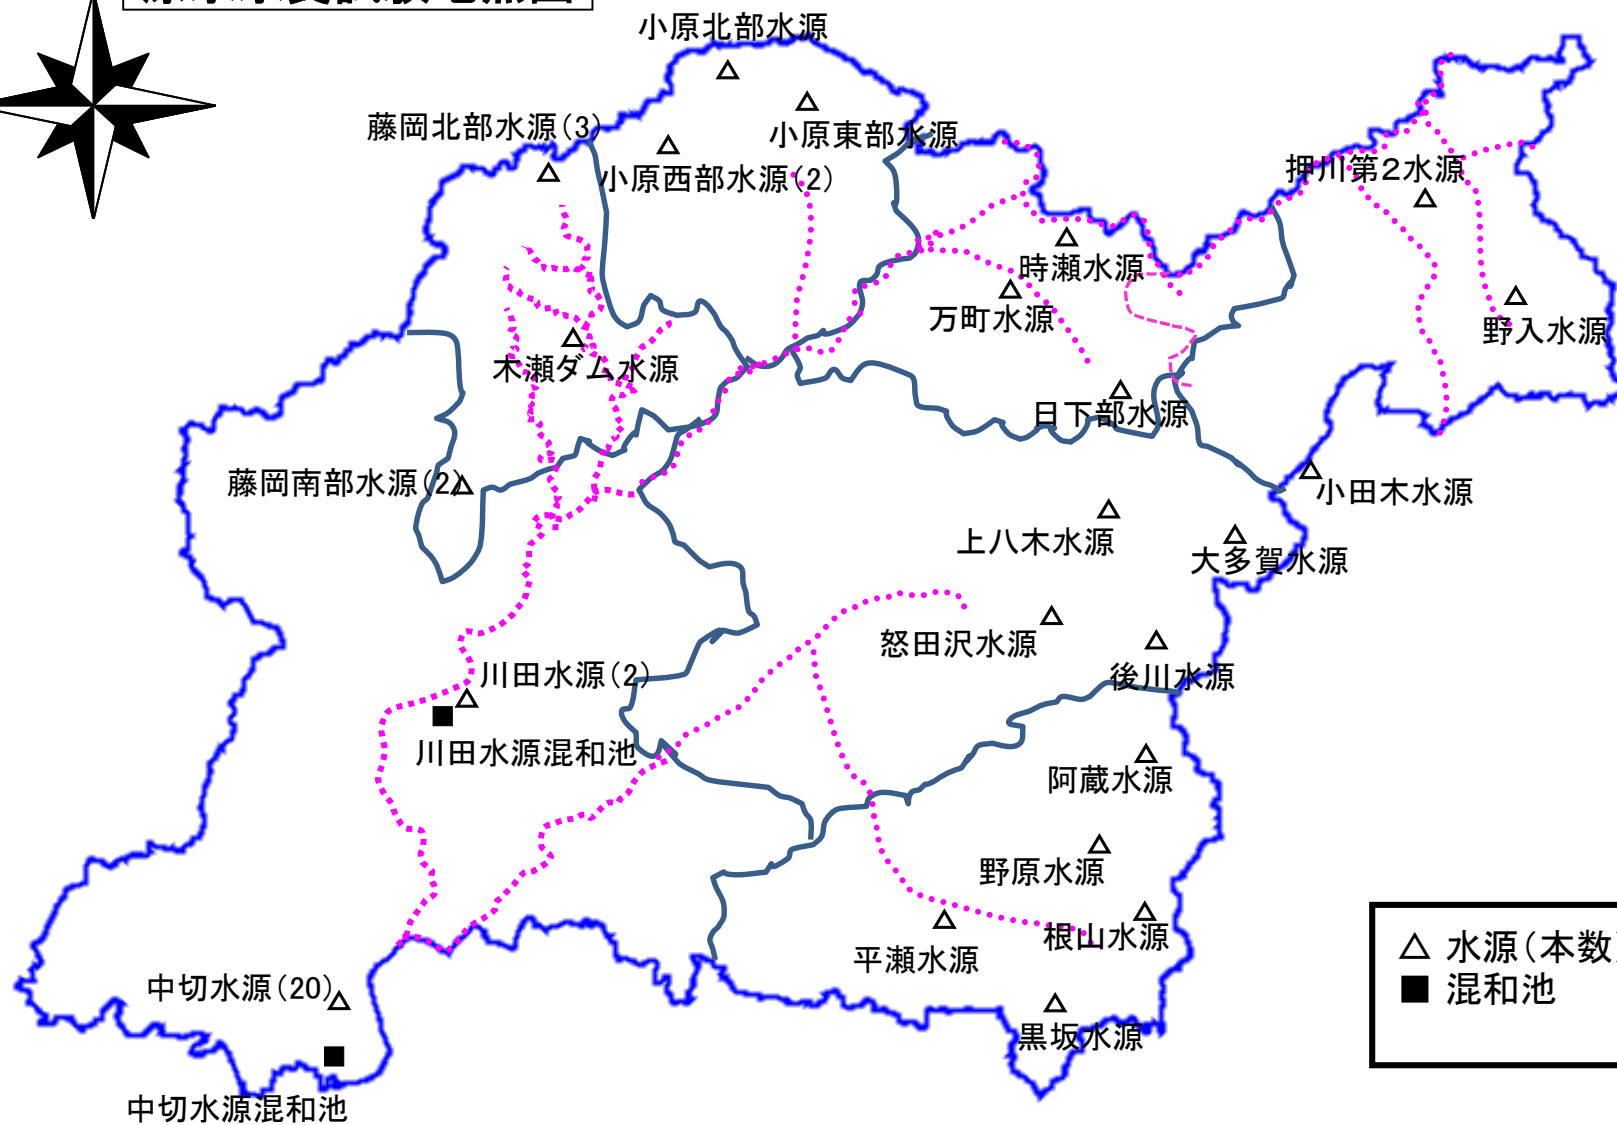 小原北部水源
藤岡北部水源(3)
小原東部水源
小原西部水源(2)
押川第2水源
時瀬水源
万町水源
野入水源
木瀬ダム水源
日下部水源
藤岡南部水源(2)
小田木水源
上八木水源
大多賀水源
怒田沢水源
川田水源(2)
後川水源
川田水源混和池
阿蔵水源
野原水源
根山水源
平瀬水源
中切水源(20)
黒坂水源
中切水源混和池
△ 水源(本数)
■ 混和池